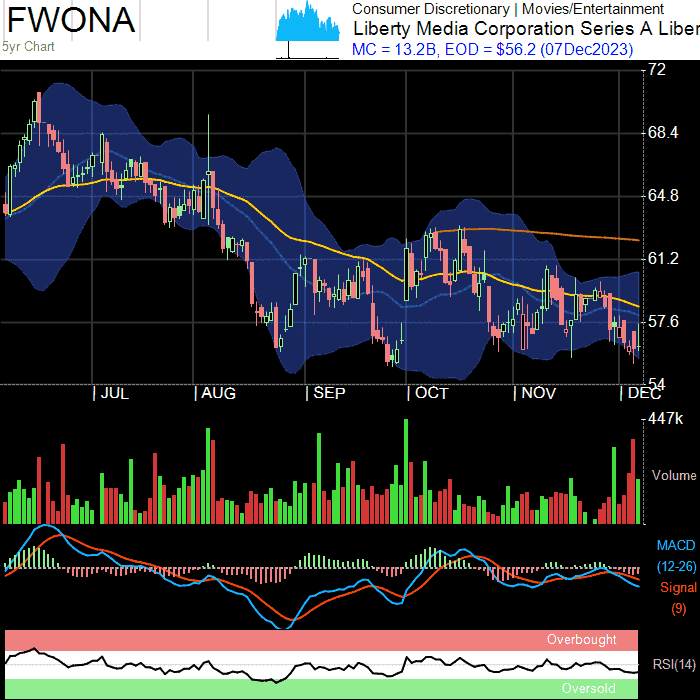 FWONA
5yr Chart
Consumer Discretionary | Movies/Entertainment
Liberty Media Corporation Series A Liber
MC = 13.2B, EOD = $56.2 (07Dec2023)
72
68.4
64.8
61.2
57.6
54
JUL AUG SEP OCT NOV DEC
447k
Volume
MACD
(12-26)
Signal
(9)
Overbought
RSI(14)
Oversold